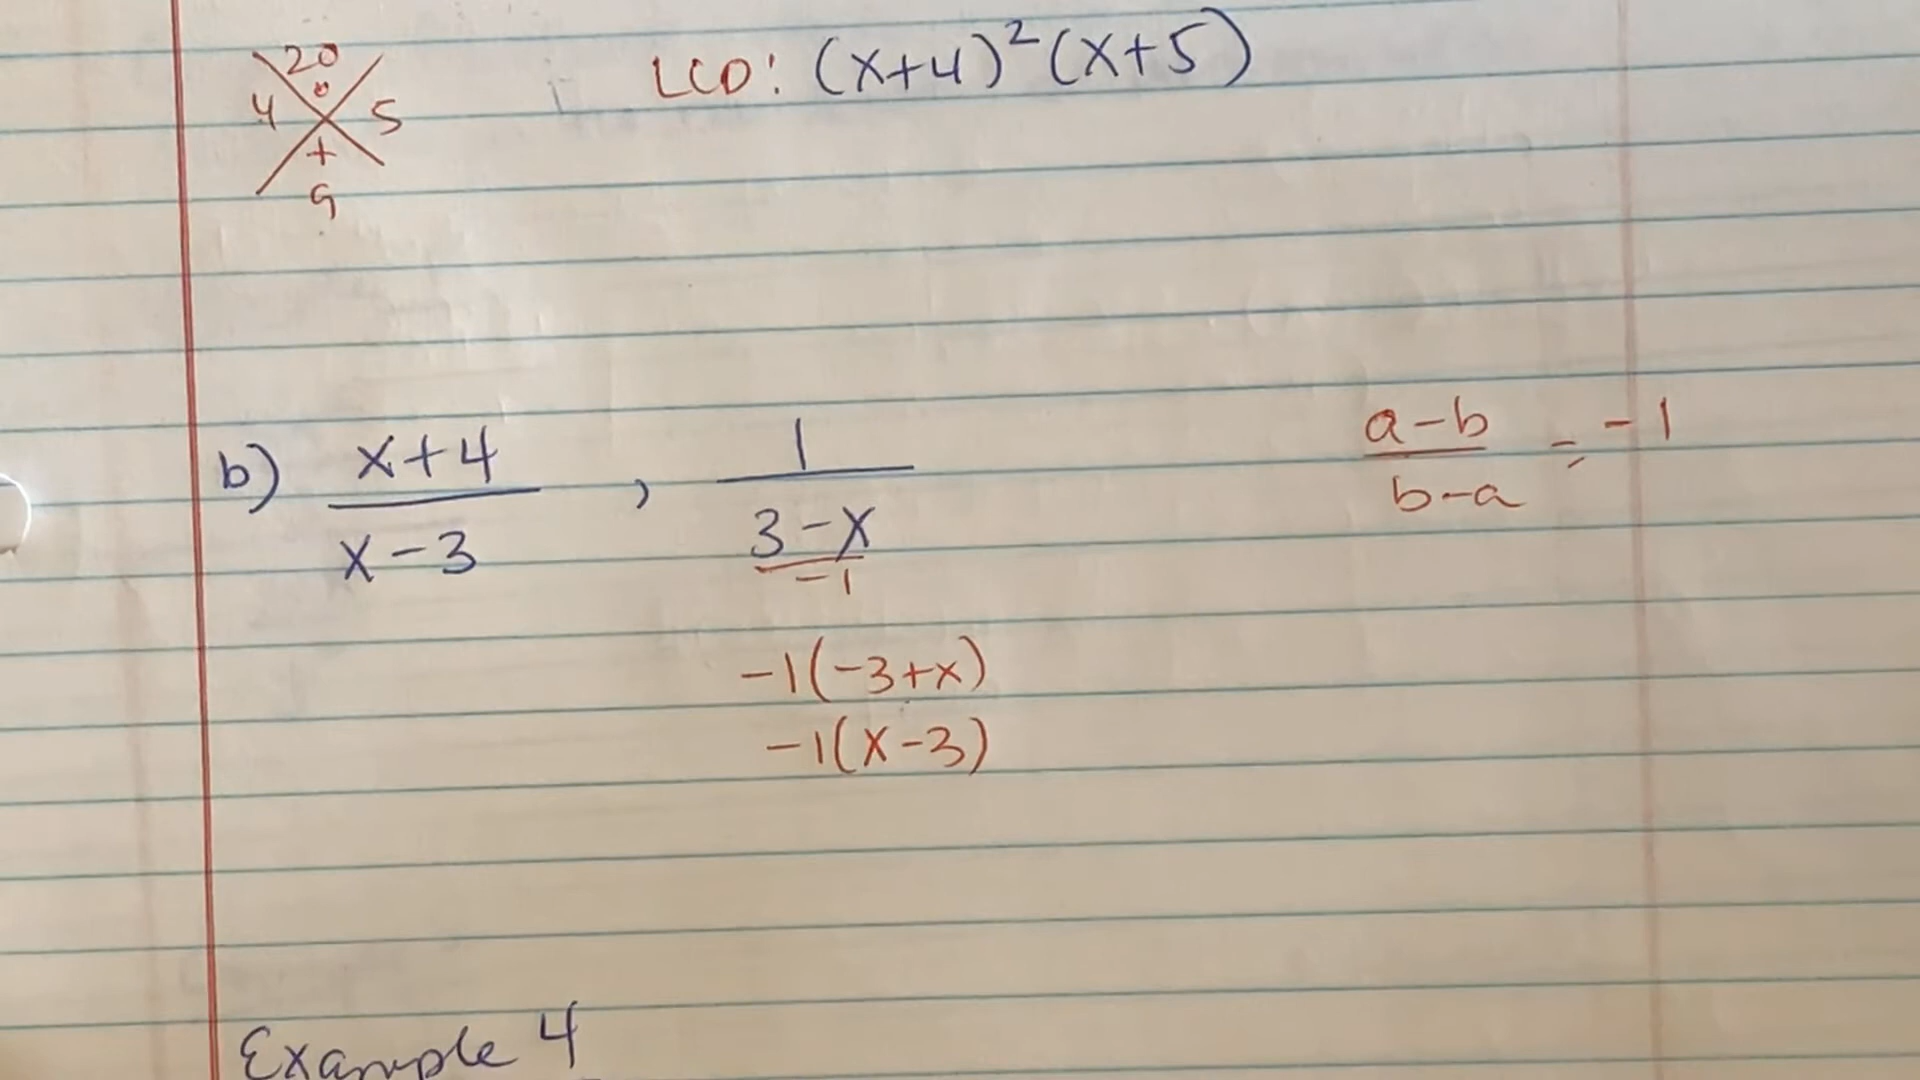 20
4 · 5
+
9
LCD: (x+4)²(x+5)
b) x+4 / x-3 , 1 / 3-x
-1
a-b / b-a = -1
-1(-3+x)
-1(x-3)
Example 4